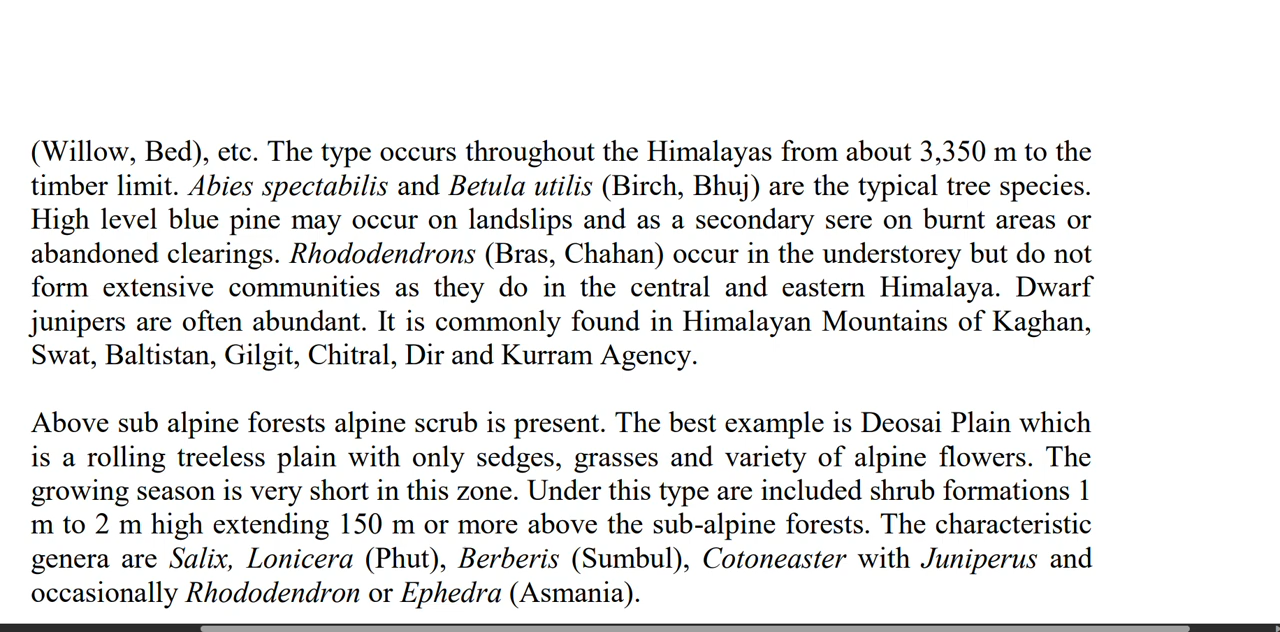 (Willow, Bed), etc. The type occurs throughout the Himalayas from about 3,350 m to the
timber limit. Abies spectabilis and Betula utilis (Birch, Bhuj) are the typical tree species.
High level blue pine may occur on landslips and as a secondary sere on burnt areas or
abandoned clearings. Rhododendrons (Bras, Chahan) occur in the understorey but do not
form extensive communities as they do in the central and eastern Himalaya. Dwarf
junipers are often abundant. It is commonly found in Himalayan Mountains of Kaghan,
Swat, Baltistan, Gilgit, Chitral, Dir and Kurram Agency.
Above sub alpine forests alpine scrub is present. The best example is Deosai Plain which
is a rolling treeless plain with only sedges, grasses and variety of alpine flowers. The
growing season is very short in this zone. Under this type are included shrub formations 1
m to 2 m high extending 150 m or more above the sub-alpine forests. The characteristic
genera are Salix, Lonicera (Phut), Berberis (Sumbul), Cotoneaster with Juniperus and
occasionally Rhododendron or Ephedra (Asmania).